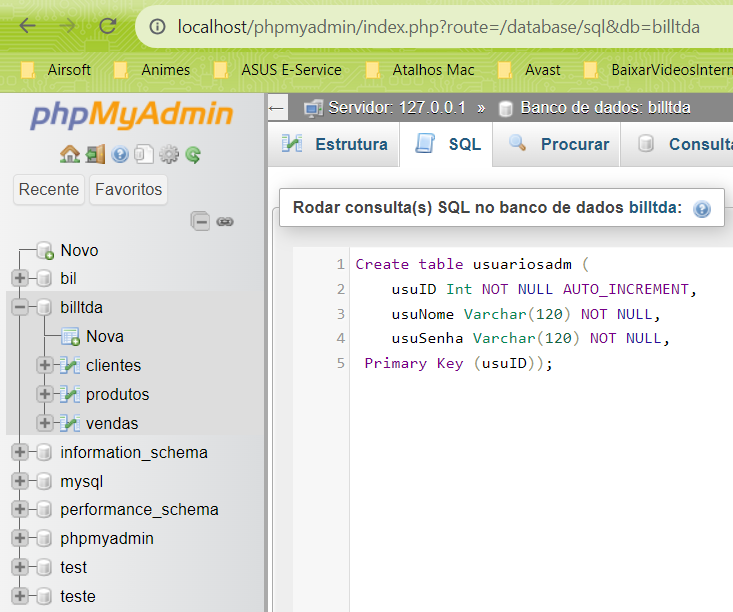 localhost/phpmyadmin/index.php?route=/database/sql&db=billtda
Airsoft Animes ASUS E-Service Atalhos Mac Avast BaixarVideosIntern
phpMyAdmin
Recente Favoritos
Novo
bil
billtda
Nova
clientes
produtos
vendas
information_schema
mysql
performance_schema
phpmyadmin
test
teste
Servidor: 127.0.0.1 » Banco de dados: billtda
Estrutura SQL Procurar Consulta
Rodar consulta(s) SQL no banco de dados billtda:
1 Create table usuariosadm (
2 usuID Int NOT NULL AUTO_INCREMENT,
3 usuNome Varchar(120) NOT NULL,
4 usuSenha Varchar(120) NOT NULL,
5 Primary Key (usuID));